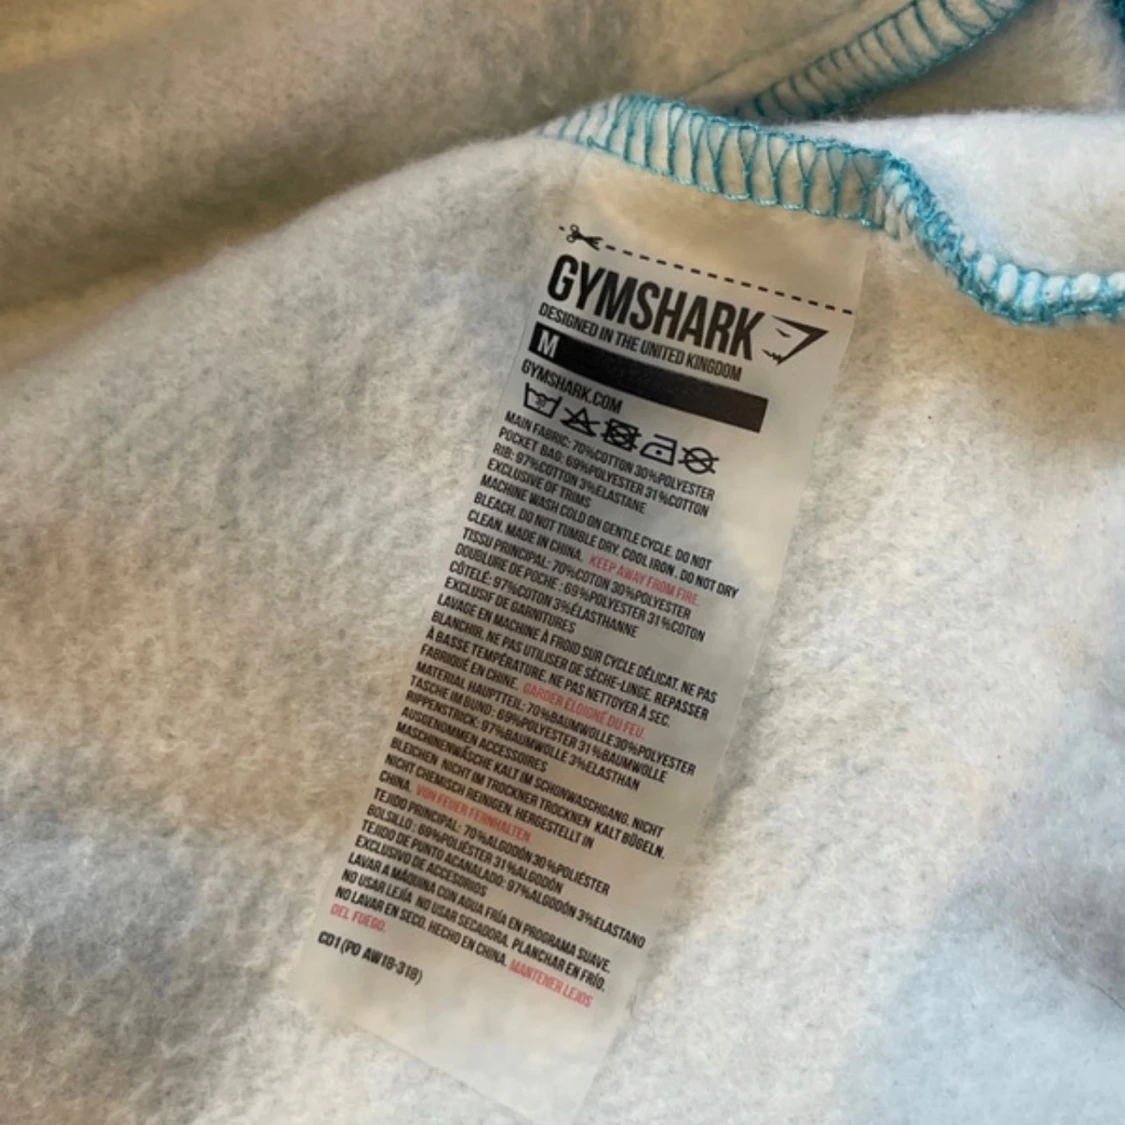 GYMSHARK
DESIGNED IN THE UNITED KINGDOM
M
GYMSHARK.COM
30
MAIN FABRIC: 70%COTTON 30%POLYESTER
POCKET BAG: 69%POLYESTER 31%COTTON
RIB: 97%COTTON 3%ELASTANE
EXCLUSIVE OF TRIMS
MACHINE WASH COLD ON GENTLE CYCLE. DO NOT
BLEACH. DO NOT TUMBLE DRY. COOL IRON. DO NOT DRY
CLEAN. MADE IN CHINA. KEEP AWAY FROM FIRE.
TISSU PRINCIPAL: 70%COTON 30%POLYESTER
DOUBLURE DE POCHE : 69%POLYESTER 31%COTON
CÔTELÉ: 97%COTON 3%ÉLASTHANNE
EXCLUSIF DE GARNITURES
LAVAGE EN MACHINE À FROID SUR CYCLE DÉLICAT. NE PAS
BLANCHIR. NE PAS UTILISER DE SÈCHE-LINGE. REPASSER
À BASSE TEMPÉRATURE. NE PAS NETTOYER À SEC.
FABRIQUÉ EN CHINE. GARDER ÉLOIGNÉ DU FEU.
MATERIAL HAUPTTEIL: 70%BAUMWOLLE30%POLYESTER
TASCHE IM BUND: 69%POLYESTER 31%BAUMWOLLE
RIPPENSTRICK: 97%BAUMWOLLE 3%ELASTHAN
AUSGENOMMEN ACCESSOIRES
MASCHINENWÄSCHE KALT IM SCHONWASCHGANG. NICHT
BLEICHEN NICHT IM TROCKNER TROCKNEN KALT BÜGELN.
NICHT CHEMISCH REINIGEN. HERGESTELLT IN
CHINA. VON FEUER FERNHALTEN.
TEJIDO PRINCIPAL: 70%ALGODÓN30%POLIÉSTER
BOLSILLO : 69%POLIÉSTER 31%ALGODÓN
TEJIDO DE PUNTO ACANALADO: 97%ALGODÓN 3%ELASTANO
EXCLUSIVO DE ACCESORIOS
LAVAR A MÁQUINA CON AGUA FRÍA EN PROGRAMA SUAVE.
NO USAR LEJÍA NO USAR SECADORA. PLANCHAR EN FRÍO.
NO LAVAR EN SECO. HECHO EN CHINA. MANTENER LEJOS
DEL FUEGO.
CD1(PO AW18-318)